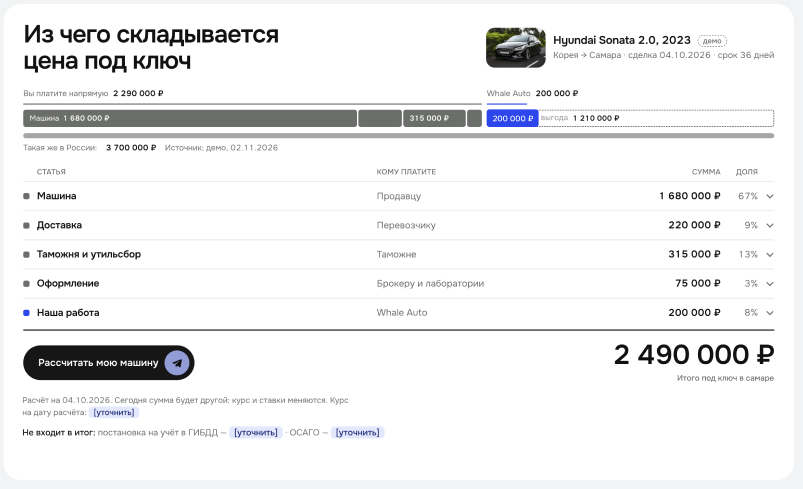 Из чего складывается
цена под ключ
Hyundai Sonata 2.0, 2023 демо
Корея → Самара · сделка 04.10.2026 · срок 36 дней
Вы платите напрямую 2 290 000 ₽
Whale Auto 200 000 ₽
Машина 1 680 000 ₽ 315 000 ₽ 200 000 ₽ выгода 1 210 000 ₽
Такая же в России: 3 700 000 ₽ Источник: демо, 02.11.2026
СТАТЬЯ КОМУ ПЛАТИТЕ СУММА ДОЛЯ
Машина Продавцу 1 680 000 ₽ 67%
Доставка Перевозчику 220 000 ₽ 9%
Таможня и утильсбор Таможне 315 000 ₽ 13%
Оформление Брокеру и лаборатории 75 000 ₽ 3%
Наша работа Whale Auto 200 000 ₽ 8%
Рассчитать мою машину
2 490 000 ₽
Итого под ключ в самаре
Расчёт на 04.10.2026. Сегодня сумма будет другой: курс и ставки меняются. Курс
на дату расчёта: [уточнить]
Не входит в итог: постановка на учёт в ГИБДД — [уточнить] · ОСАГО — [уточнить]